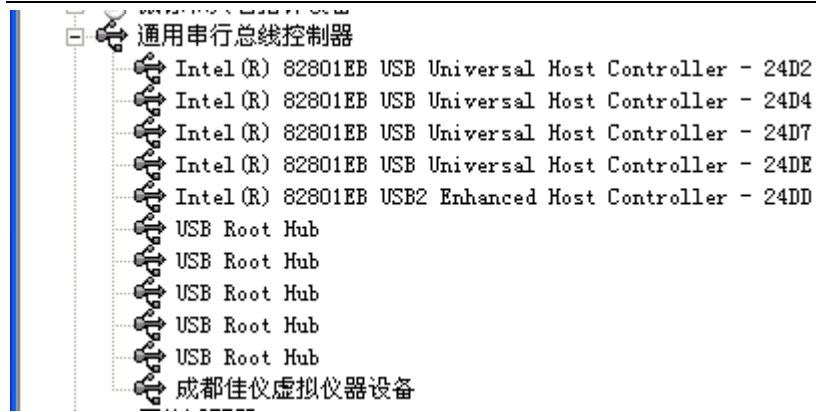 通用串行总线控制器
Intel(R) 82801EB USB Universal Host Controller - 24D2
Intel(R) 82801EB USB Universal Host Controller - 24D4
Intel(R) 82801EB USB Universal Host Controller - 24D7
Intel(R) 82801EB USB Universal Host Controller - 24DE
Intel(R) 82801EB USB2 Enhanced Host Controller - 24DD
USB Root Hub
USB Root Hub
USB Root Hub
USB Root Hub
USB Root Hub
成都佳仪虚拟仪器设备